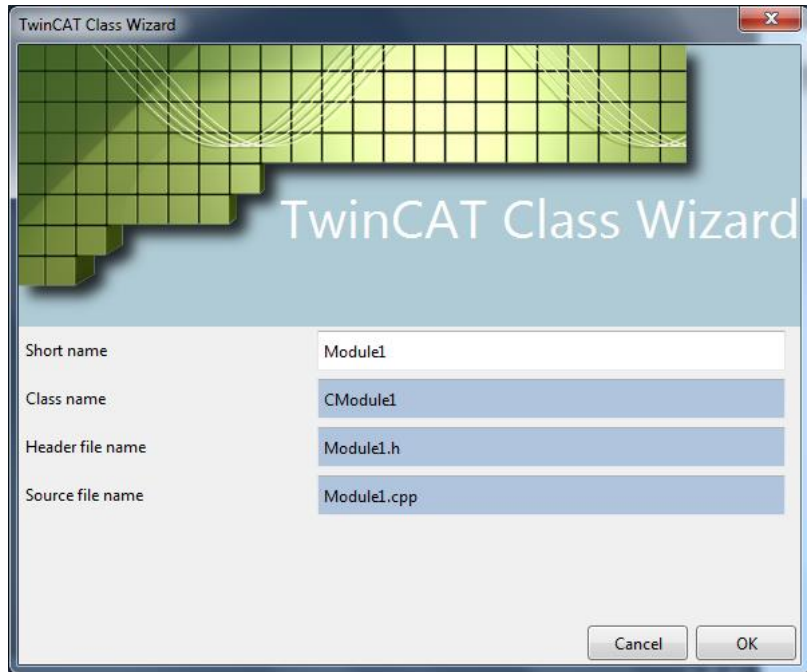 TwinCAT Class Wizard
TwinCAT Class Wizard
Short name Module1
Class name CModule1
Header file name Module1.h
Source file name Module1.cpp
Cancel OK